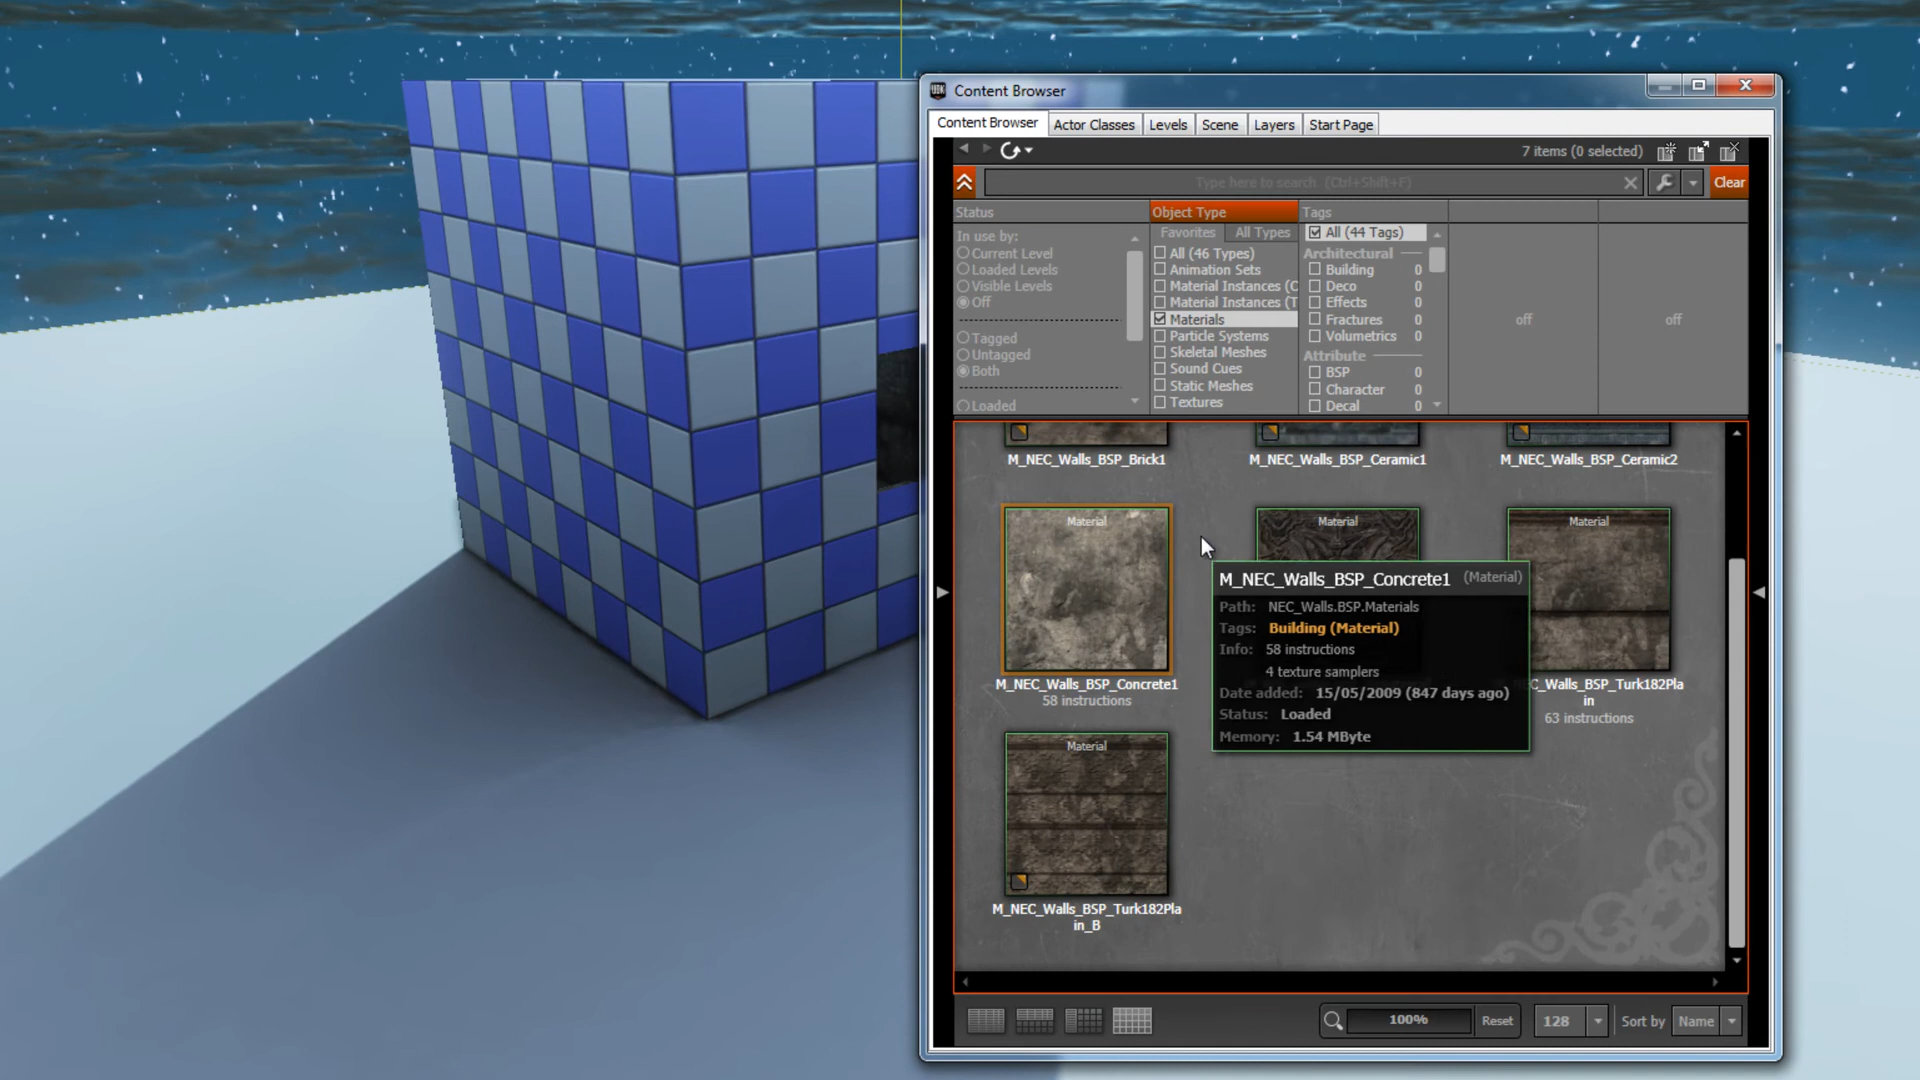 Content Browser
Content Browser
Actor Classes
Levels
Scene
Layers
Start Page
7 items (0 selected)
Type here to search (Ctrl+Shift+F)
Clear
Status
Object Type
Tags
In use by:
Current Level
Loaded Levels
Visible Levels
Off
Tagged
Untagged
Both
Loaded
Favorites
All Types
All (46 Types)
Animation Sets
Material Instances (C
Material Instances (T
Materials
Particle Systems
Skeletal Meshes
Sound Cues
Static Meshes
Textures
All (44 Tags)
Architectural
Building 0
Deco 0
Effects 0
Fractures 0
Volumetrics 0
Attribute
BSP 0
Character 0
Decal 0
off
off
M_NEC_Walls_BSP_Brick1
M_NEC_Walls_BSP_Ceramic1
M_NEC_Walls_BSP_Ceramic2
Material
Material
Material
M_NEC_Walls_BSP_Concrete1
58 instructions
M_NEC_Walls_BSP_Concrete1 (Material)
Path: NEC_Walls.BSP.Materials
Tags: Building (Material)
Info: 58 instructions
4 texture samplers
Date added: 15/05/2009 (847 days ago)
Status: Loaded
Memory: 1.54 MByte
C_Walls_BSP_Turk182Pla
in
63 instructions
Material
M_NEC_Walls_BSP_Turk182Pla
in_B
100%
Reset
128
Sort by
Name